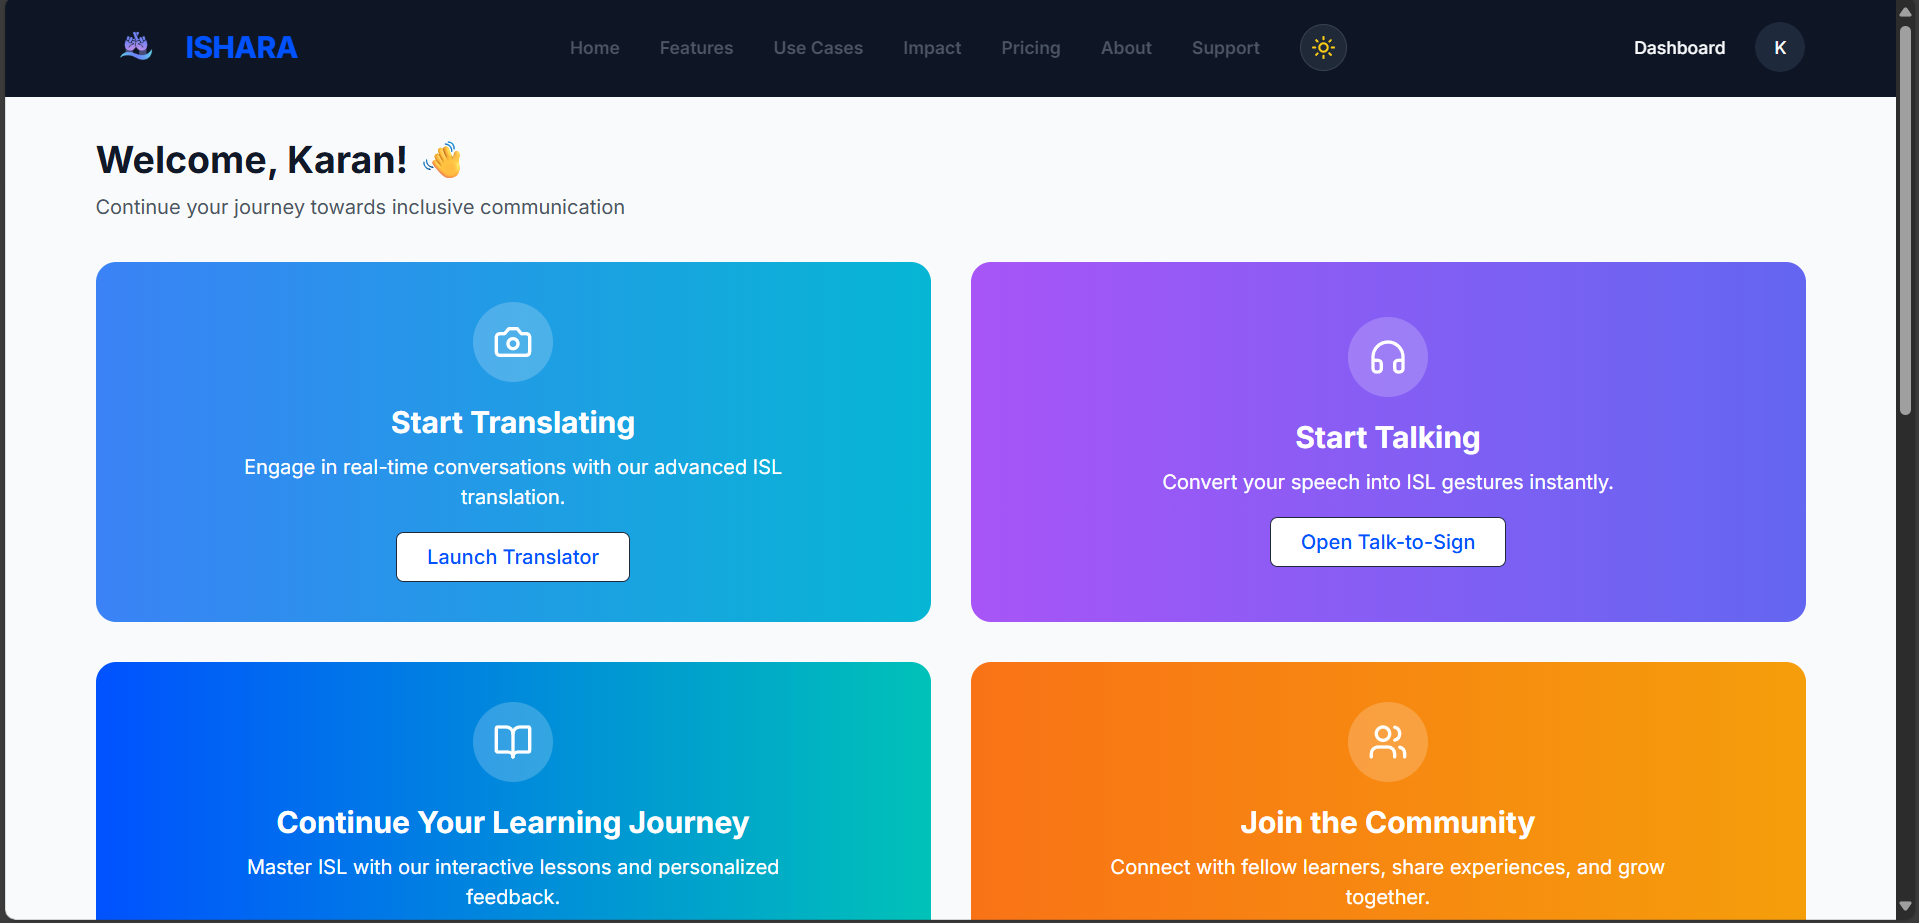 ISHARA
Home
Features
Use Cases
Impact
Pricing
About
Support
Dashboard
K
Welcome, Karan! 👋
Continue your journey towards inclusive communication
Start Translating
Engage in real-time conversations with our advanced ISL
translation.
Launch Translator
Start Talking
Convert your speech into ISL gestures instantly.
Open Talk-to-Sign
Continue Your Learning Journey
Master ISL with our interactive lessons and personalized
feedback.
Join the Community
Connect with fellow learners, share experiences, and grow
together.